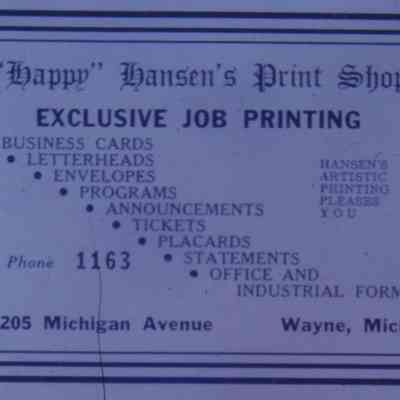 "Happy" Hansen's Print Shop
EXCLUSIVE JOB PRINTING
BUSINESS CARDS
• LETTERHEADS
• ENVELOPES
• PROGRAMS
• ANNOUNCEMENTS
• TICKETS
• PLACARDS
• STATEMENTS
• OFFICE AND
INDUSTRIAL FORM
HANSEN'S
ARTISTIC
PRINTING
PLEASES
YOU
Phone 1163
205 Michigan Avenue Wayne, Mic